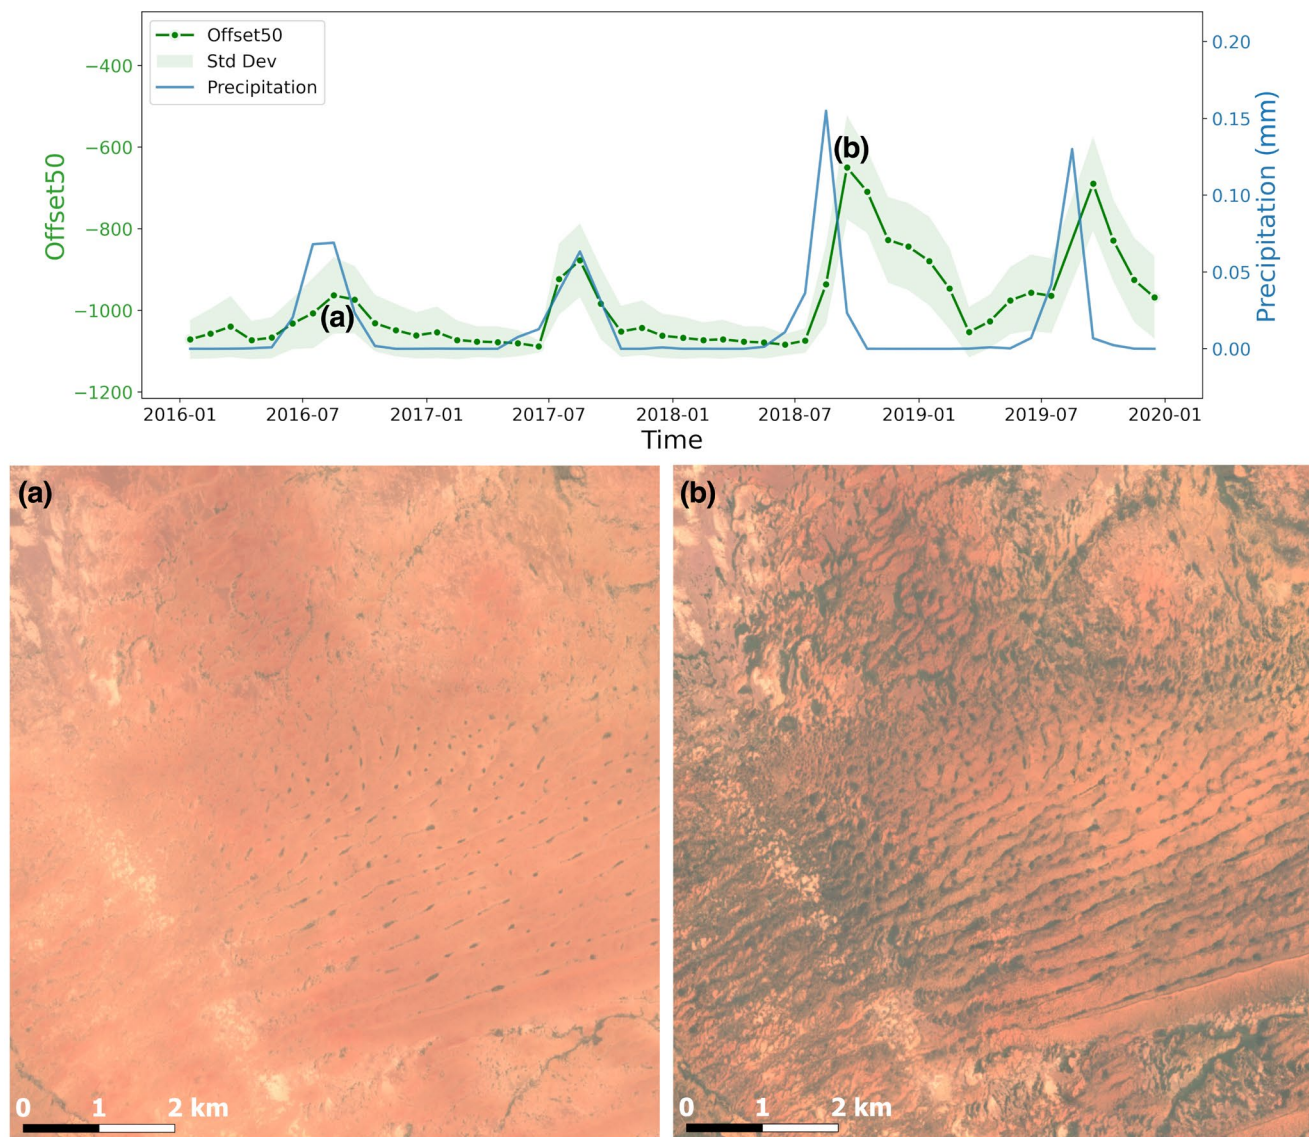 Offset50
Std Dev
Precipitation
−400
−600
−800
−1000
−1200
Offset50
0.20
0.15
0.10
0.05
0.00
Precipitation (mm)
(a)
(b)
2016-01 2016-07 2017-01 2017-07 2018-01 2018-07 2019-01 2019-07 2020-01
Time
(a)
0 1 2 km
(b)
0 1 2 km